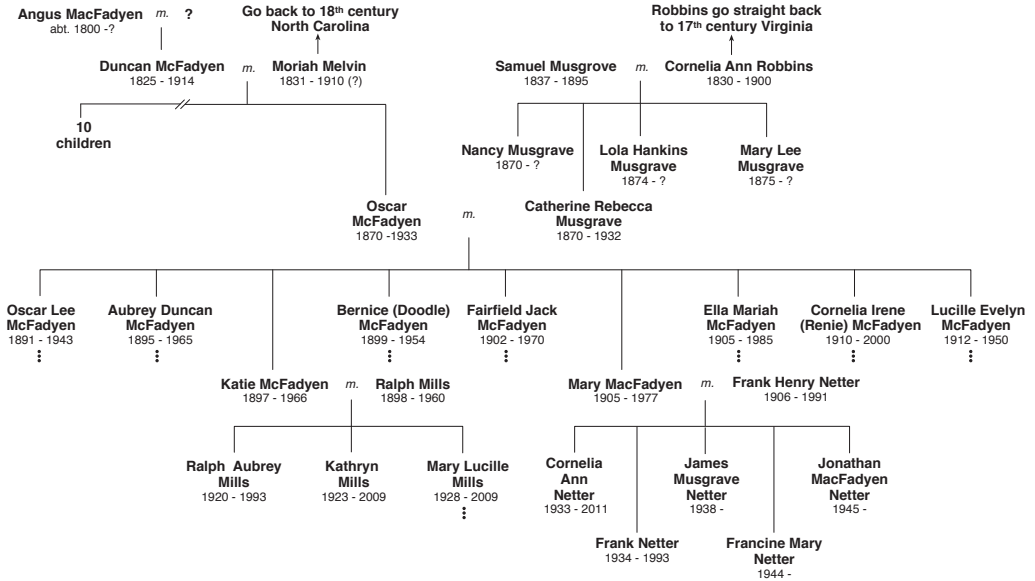 Angus MacFadyen m. ?
abt. 1800 -?
Go back to 18th century
North Carolina
Robbins go straight back
to 17th century Virginia
Duncan McFadyen m. Moriah Melvin
1825 - 1914 1831 - 1910 (?)
Samuel Musgrove m. Cornelia Ann Robbins
1837 - 1895 1830 - 1900
10
children
Nancy Musgrave
1870 - ?
Lola Hankins
Musgrave
1874 - ?
Mary Lee
Musgrave
1875 - ?
Oscar
McFadyen
1870 -1933
m.
Catherine Rebecca
Musgrave
1870 - 1932
Oscar Lee
McFadyen
1891 - 1943
Aubrey Duncan
McFadyen
1895 - 1965
Bernice (Doodle)
McFadyen
1899 - 1954
Fairfield Jack
McFadyen
1902 - 1970
Ella Mariah
McFadyen
1905 - 1985
Cornelia Irene
(Renie) McFadyen
1910 - 2000
Lucille Evelyn
McFadyen
1912 - 1950
Katie McFadyen m. Ralph Mills
1897 - 1966 1898 - 1960
Mary MacFadyen m. Frank Henry Netter
1905 - 1977 1906 - 1991
Ralph Aubrey
Mills
1920 - 1993
Kathryn
Mills
1923 - 2009
Mary Lucille
Mills
1928 - 2009
Cornelia
Ann
Netter
1933 - 2011
James
Musgrave
Netter
1938 -
Jonathan
MacFadyen
Netter
1945 -
Frank Netter
1934 - 1993
Francine Mary
Netter
1944 -